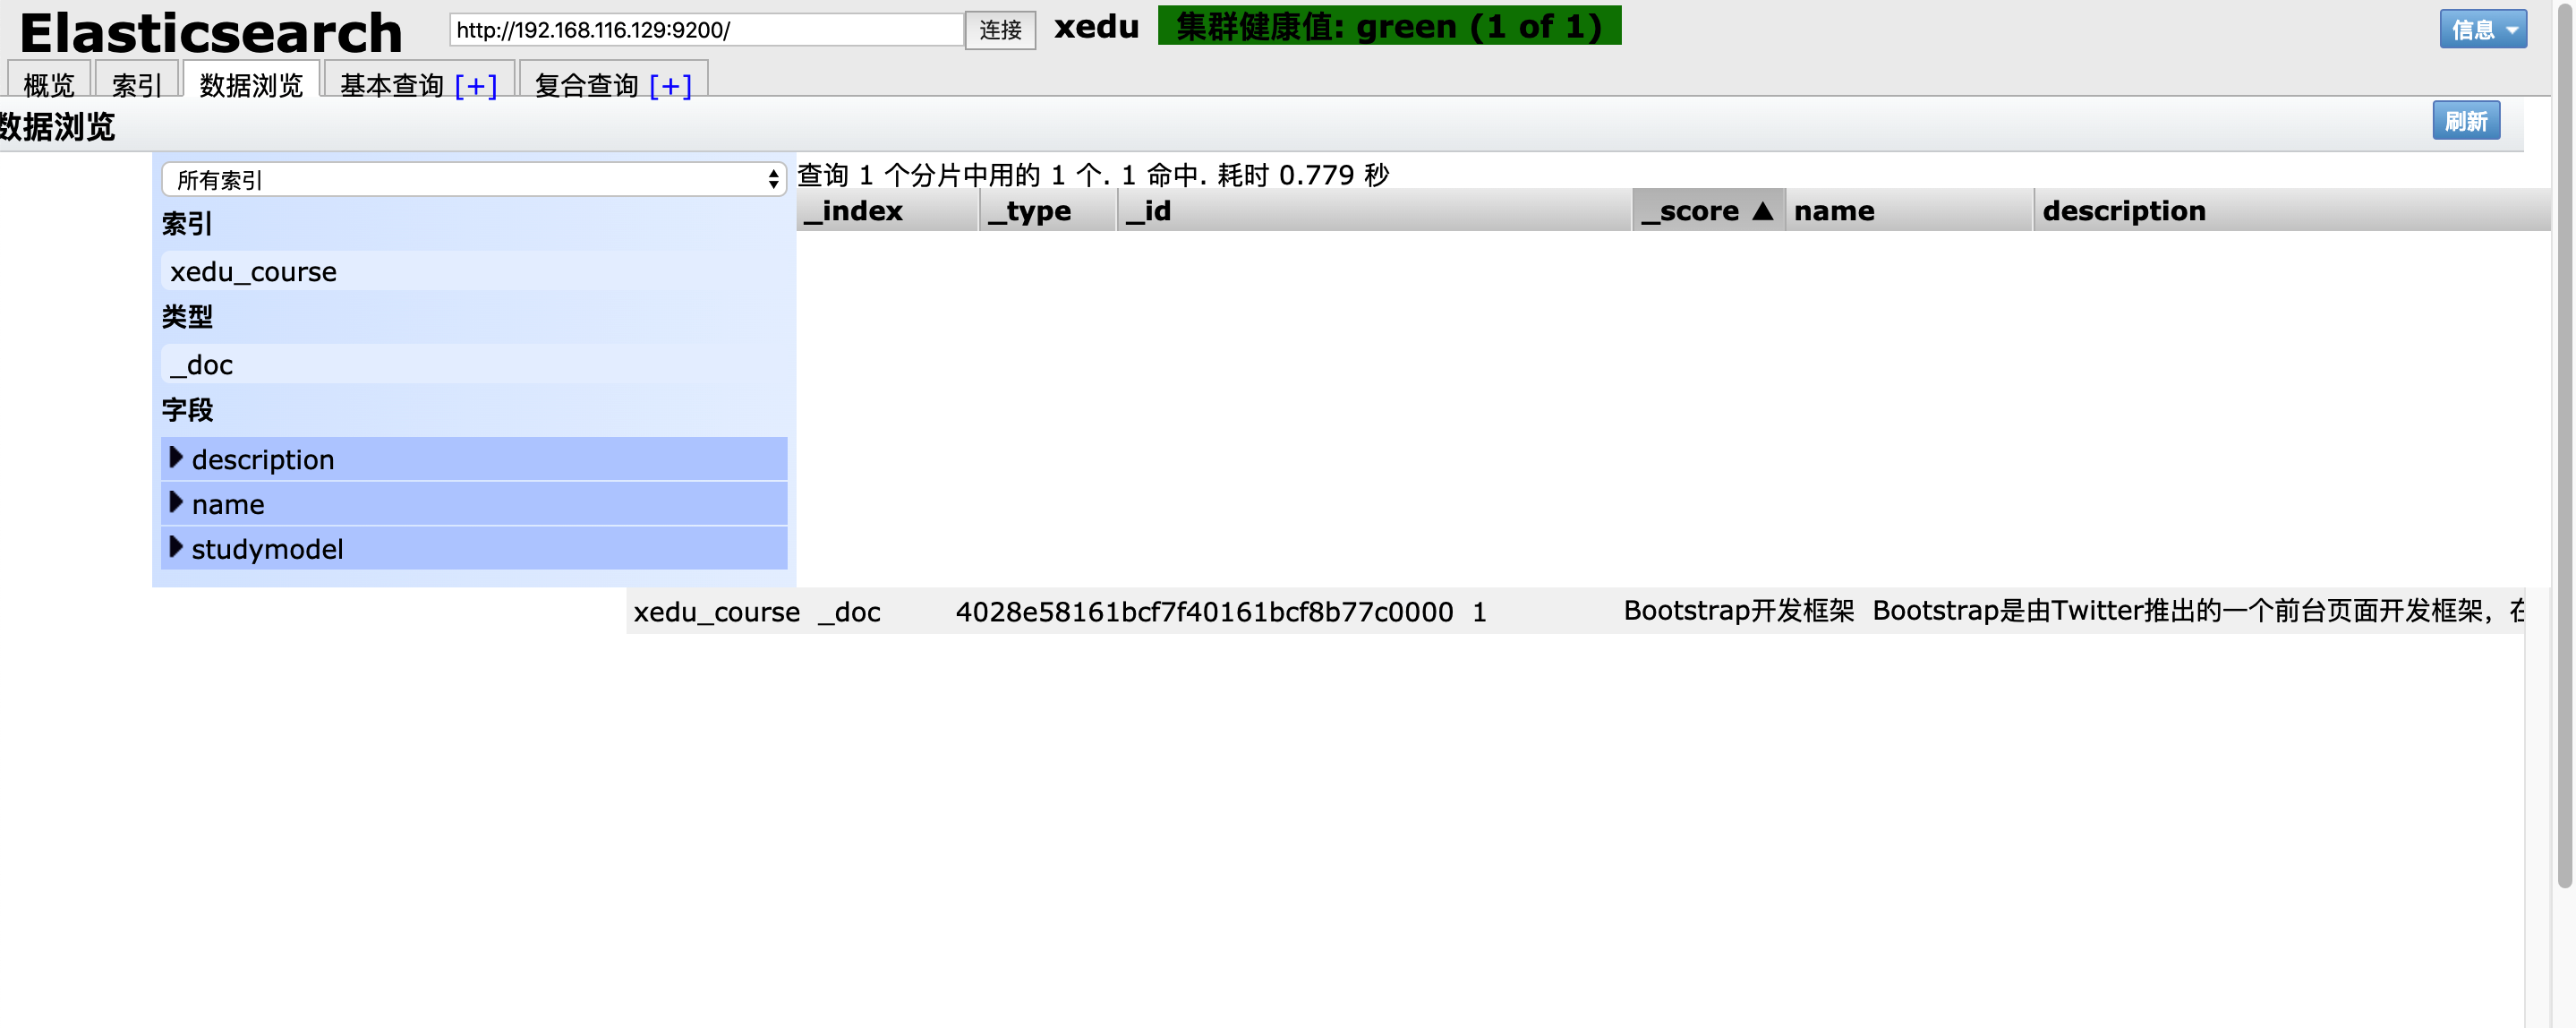 Elasticsearch http://192.168.116.129:9200/ 连接 xedu 集群健康值: green (1 of 1) 信息
概览 索引 数据浏览 基本查询 [+] 复合查询 [+]
数据浏览 刷新
所有索引 查询 1 个分片中用的 1 个. 1 命中. 耗时 0.779 秒
_index _type _id _score ▲ name description
索引
xedu_course
类型
_doc
字段
description
name
studymodel
xedu_course _doc 4028e58161bcf7f40161bcf8b77c0000 1 Bootstrap开发框架 Bootstrap是由Twitter推出的一个前台页面开发框架，在